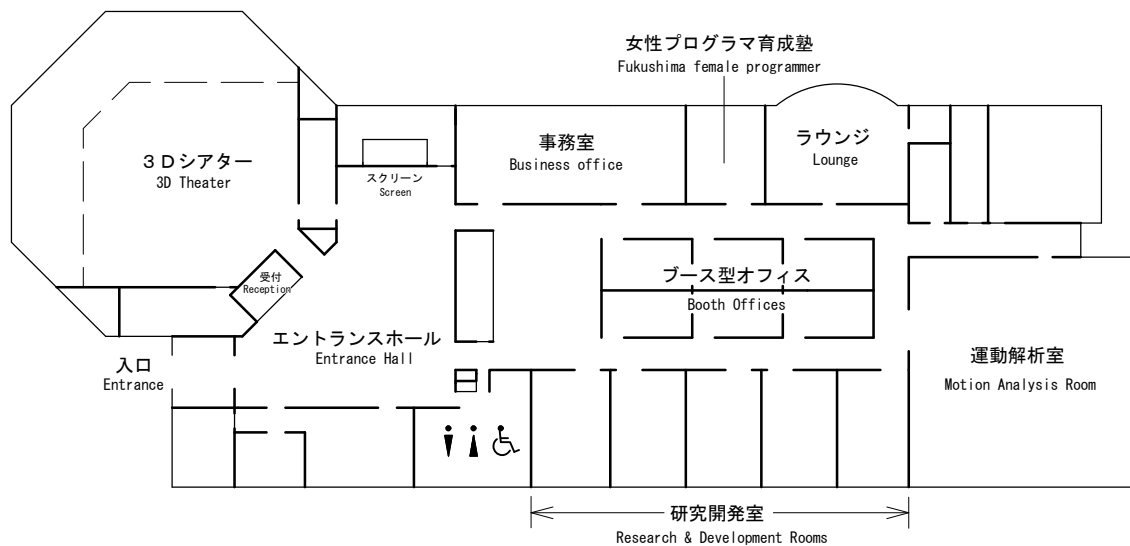 女性プログラマ育成塾
Fukushima female programmer
３Ｄシアター
3D Theater
スクリーン
Screen
事務室
Business office
ラウンジ
Lounge
受付
Reception
ブース型オフィス
Booth Offices
エントランスホール
Entrance Hall
入口
Entrance
運動解析室
Motion Analysis Room
研究開発室
Research & Development Rooms